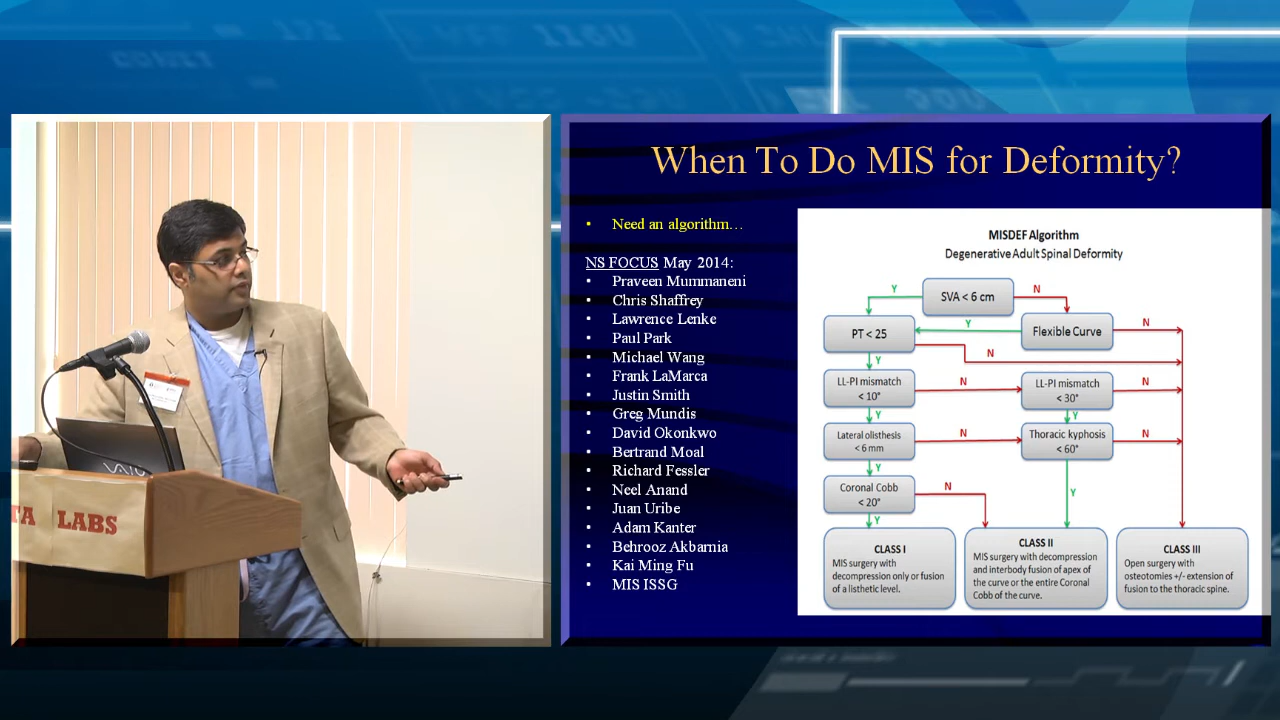 TA LABS
VAIO
When To Do MIS for Deformity?
• Need an algorithm…
NS FOCUS May 2014:
• Praveen Mummaneni
• Chris Shaffrey
• Lawrence Lenke
• Paul Park
• Michael Wang
• Frank LaMarca
• Justin Smith
• Greg Mundis
• David Okonkwo
• Bertrand Moal
• Richard Fessler
• Neel Anand
• Juan Uribe
• Adam Kanter
• Behrooz Akbarnia
• Kai Ming Fu
• MIS ISSG
MISDEF Algorithm
Degenerative Adult Spinal Deformity
Y
SVA < 6 cm
N
PT < 25
Y
Flexible Curve
N
N
Y
LL-PI mismatch
< 10°
N
LL-PI mismatch
< 30°
N
Y
Y
Lateral olisthesis
< 6 mm
N
Thoracic kyphosis
< 60°
N
Y
Coronal Cobb
< 20°
N
Y
Y
CLASS I
MIS surgery with
decompression only or fusion
of a listhetic level.
CLASS II
MIS surgery with decompression
and interbody fusion of apex of
the curve or the entire Coronal
Cobb of the curve.
CLASS III
Open surgery with
osteotomies +/- extension of
fusion to the thoracic spine.